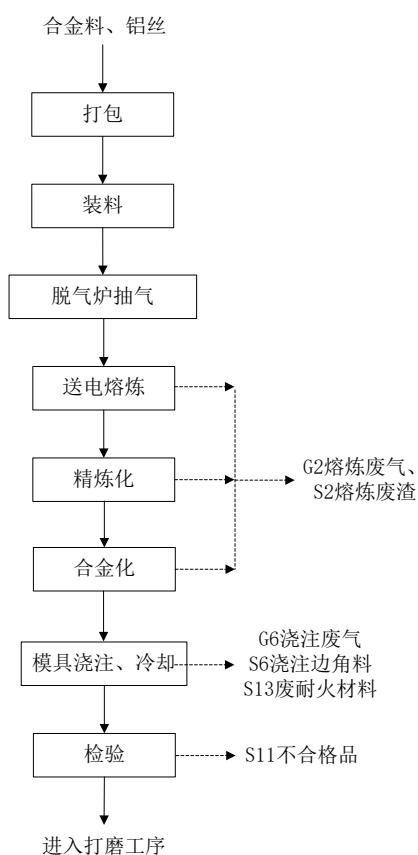 合金料、铝丝
打包
装料
脱气炉抽气
送电熔炼
精炼化
G2熔炼废气、
S2熔炼废渣
合金化
模具浇注、冷却
G6浇注废气
S6浇注边角料
S13废耐火材料
检验
S11不合格品
进入打磨工序